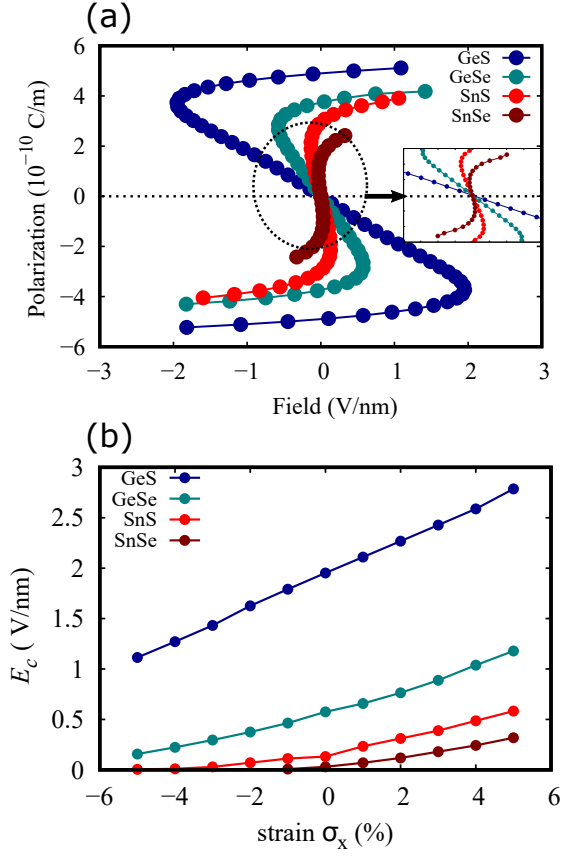 (a)
6
4
2
0
−2
−4
−6
Polarization (10⁻¹⁰ C/m)
GeS
GeSe
SnS
SnSe
−3 −2 −1 0 1 2 3
Field (V/nm)
(b)
3
2.5
2
1.5
1
0.5
0
E_c ( V/nm)
GeS
GeSe
SnS
SnSe
−6 −4 −2 0 2 4 6
strain σₓ (%)